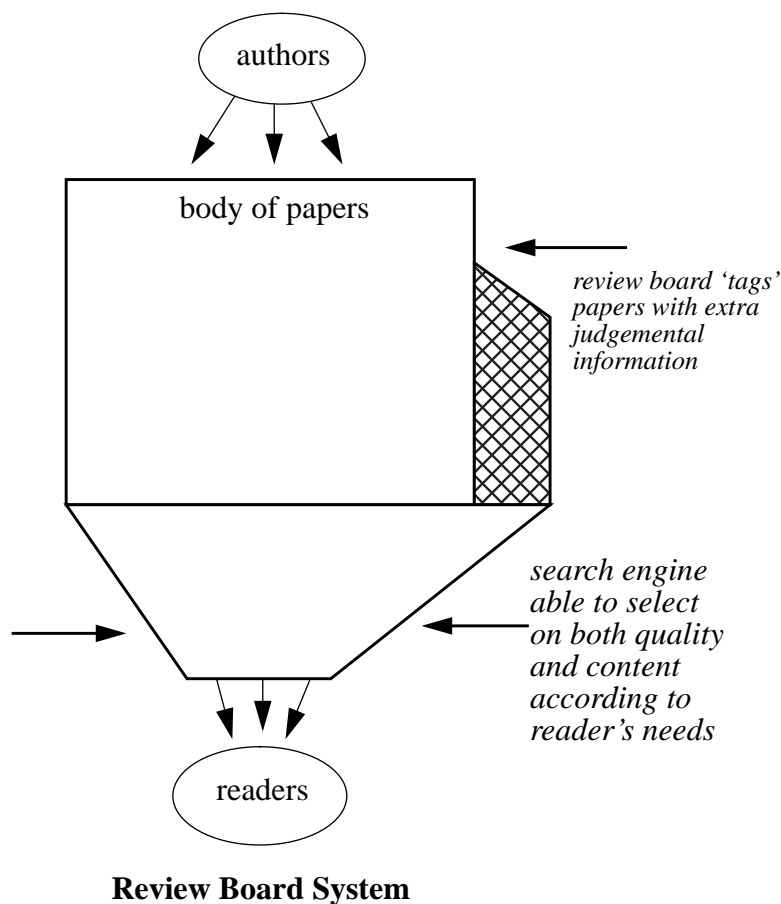 authors
body of papers
review board ‘tags’
papers with extra
judgemental
information
search engine
able to select
on both quality
and content
according to
reader’s needs
readers
Review Board System